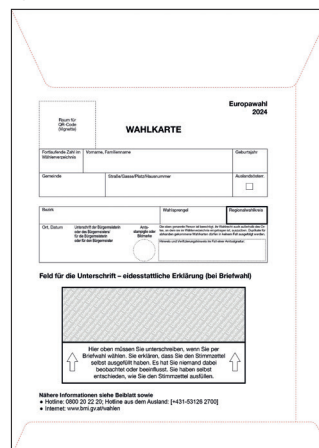 Europawahl
2024
Raum für
QR-Code
(Vignette)
WAHLKARTE
Fortlaufende Zahl im
Wählerverzeichnis
Vorname, Familienname
Geburtsjahr
Gemeinde
Straße/Gasse/Platz/Hausnummer
Auslandsösterr.
Bezirk
Wahlsprengel
Regionalwahlkreis
Ort, Datum
Unterschrift der Bürgermeisterin
oder des Bürgermeisters
für die Bürgermeisterin
oder für den Bürgermeister
Feld für die Unterschrift – eidesstattliche Erklärung (bei Briefwahl)
Hier oben müssen Sie unterschreiben, wenn Sie per
Briefwahl wählen. Sie erklären, dass Sie den Stimmzettel
selbst ausgefüllt haben. Es hat Sie niemand dabei
beobachtet oder beeinflusst. Sie haben selbst
entschieden, wie Sie den Stimmzettel ausfüllen.
Nähere Informationen siehe Beiblatt sowie
• Hotline: 0800 20 22 20; Hotline aus dem Ausland: [+431-53126 2700]
• Internet: www.bmi.gv.at/wahlen